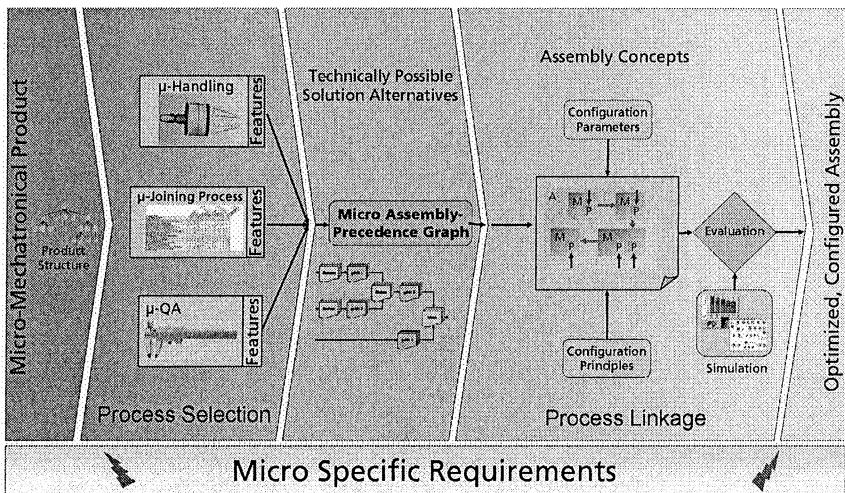 Micro-Mechatronical Product
Product
Structure
µ-Handling
Features
µ-Joining Process
Features
µ-QA
Features
Process Selection
Technically Possible
Solution Alternatives
Micro Assembly-
Precedence Graph
Assembly Concepts
Configuration
Parameters
A
M
P
M
P
M
P
M
P
P
Configuration
Principles
Evaluation
Simulation
Process Linkage
Optimized, Configured Assembly
Micro Specific Requirements